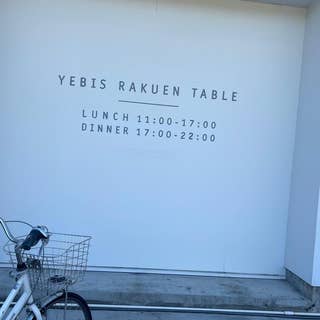 YEBIS RAKUEN TABLE
LUNCH 11:00-17:00
DINNER 17:00-22:00